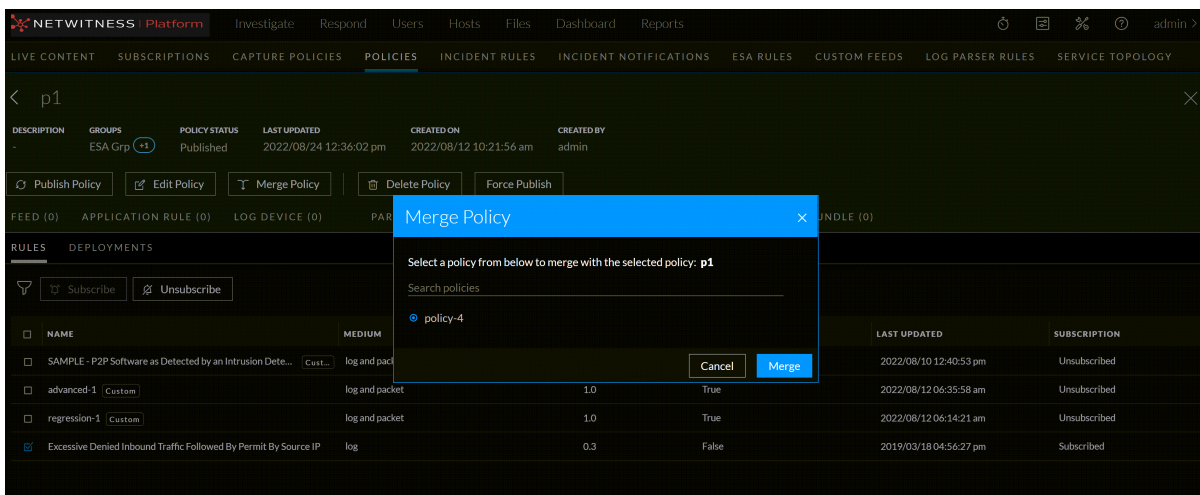 NETWITNESS Platform Investigate Respond Users Hosts Files Dashboard Reports admin >
LIVE CONTENT SUBSCRIPTIONS CAPTURE POLICIES POLICIES INCIDENT RULES INCIDENT NOTIFICATIONS ESA RULES CUSTOM FEEDS LOG PARSER RULES SERVICE TOPOLOGY
p1
DESCRIPTION GROUPS POLICY STATUS LAST UPDATED CREATED ON CREATED BY
- ESA Grp +1 Published 2022/08/24 12:36:02 pm 2022/08/12 10:21:56 am admin
Publish Policy Edit Policy Merge Policy Delete Policy Force Publish
FEED (0) APPLICATION RULE (0) LOG DEVICE (0)
RULES DEPLOYMENTS
Subscribe Unsubscribe
Merge Policy
Select a policy from below to merge with the selected policy: p1
Search policies
policy-4
Cancel Merge
NAME MEDIUM LAST UPDATED SUBSCRIPTION
SAMPLE - P2P Software as Detected by an Intrusion Dete... Cust... log and 2022/08/10 12:40:53 pm Unsubscribed
advanced-1 Custom log and packet 1.0 True 2022/08/12 06:35:58 am Unsubscribed
regression-1 Custom log and packet 1.0 True 2022/08/12 06:14:21 am Unsubscribed
Excessive Denied Inbound Traffic Followed By Permit By Source IP log 0.3 False 2019/03/18 04:56:27 pm Subscribed